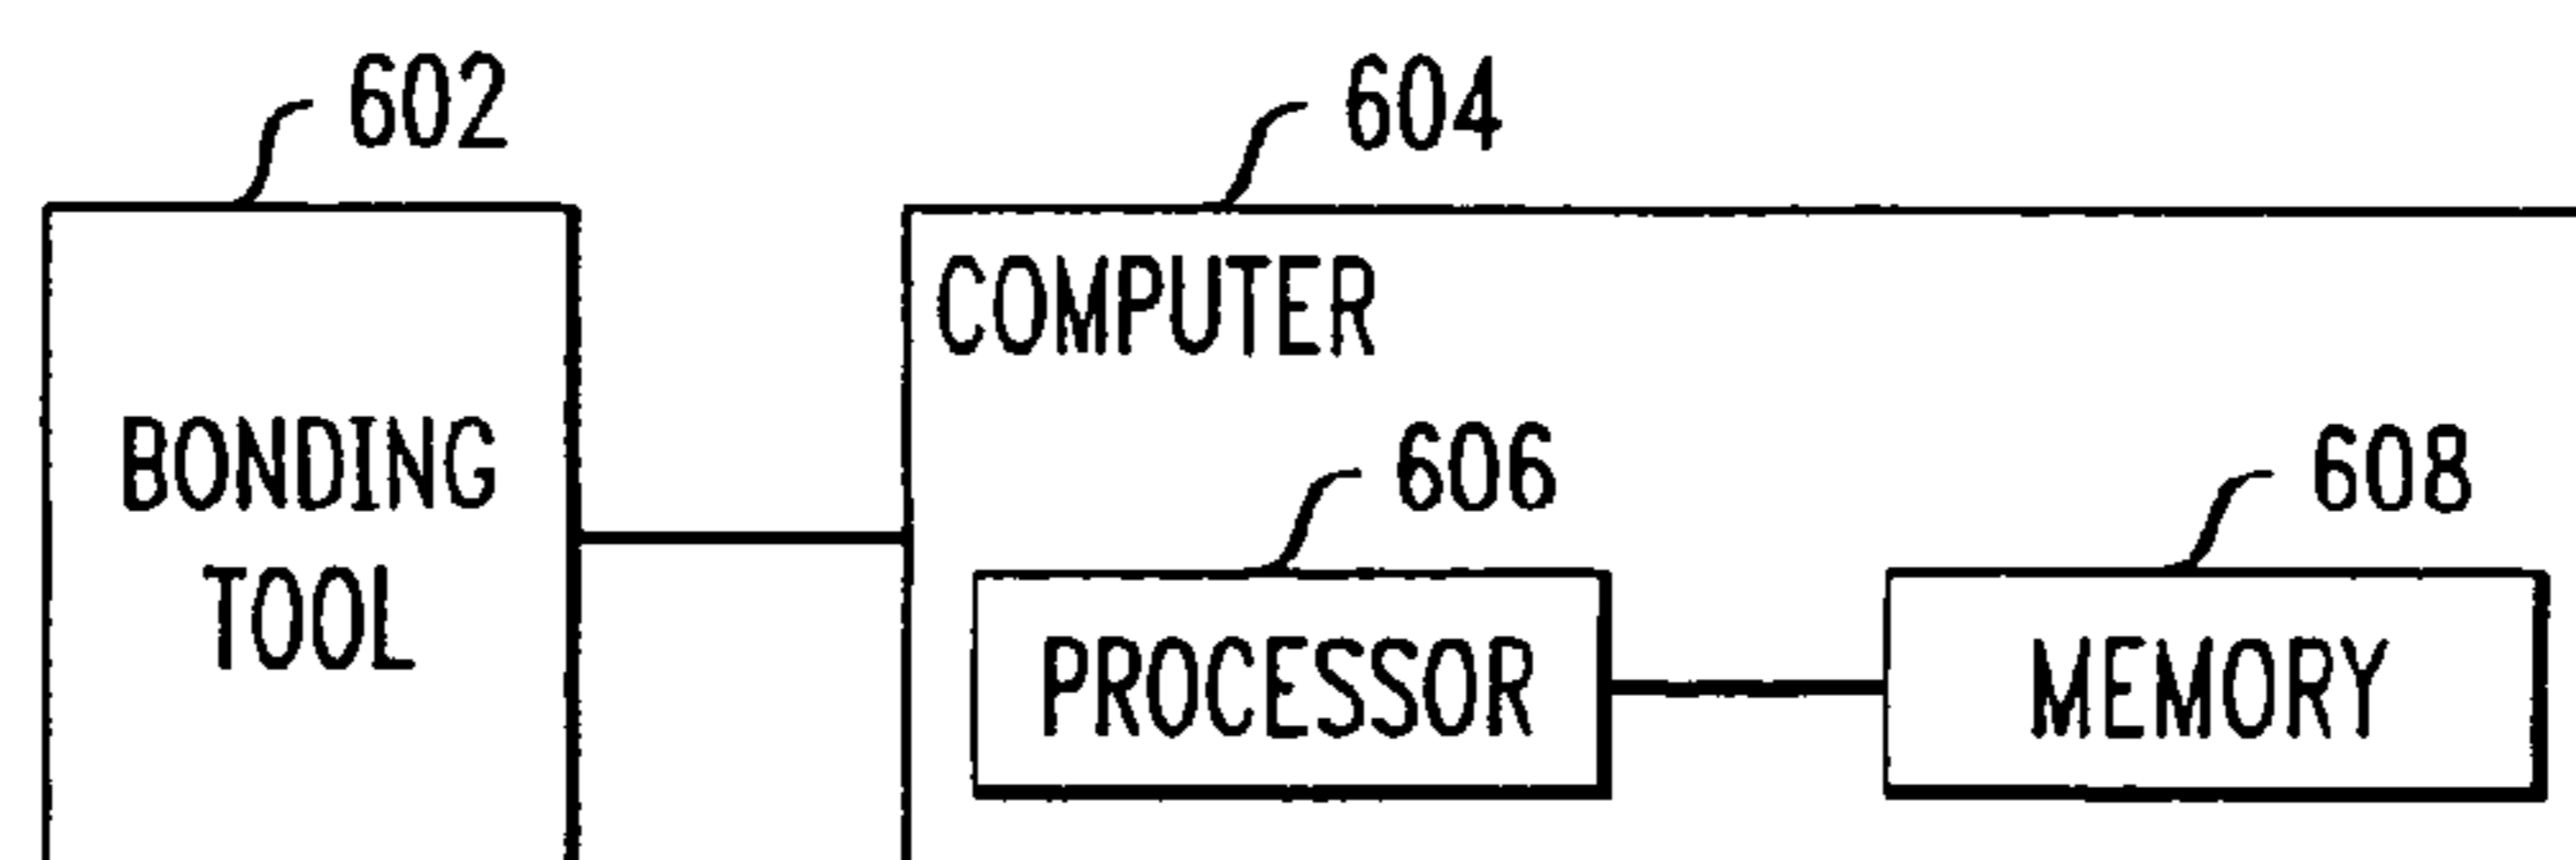 602
604
COMPUTER
BONDING
TOOL
606
608
PROCESSOR
MEMORY